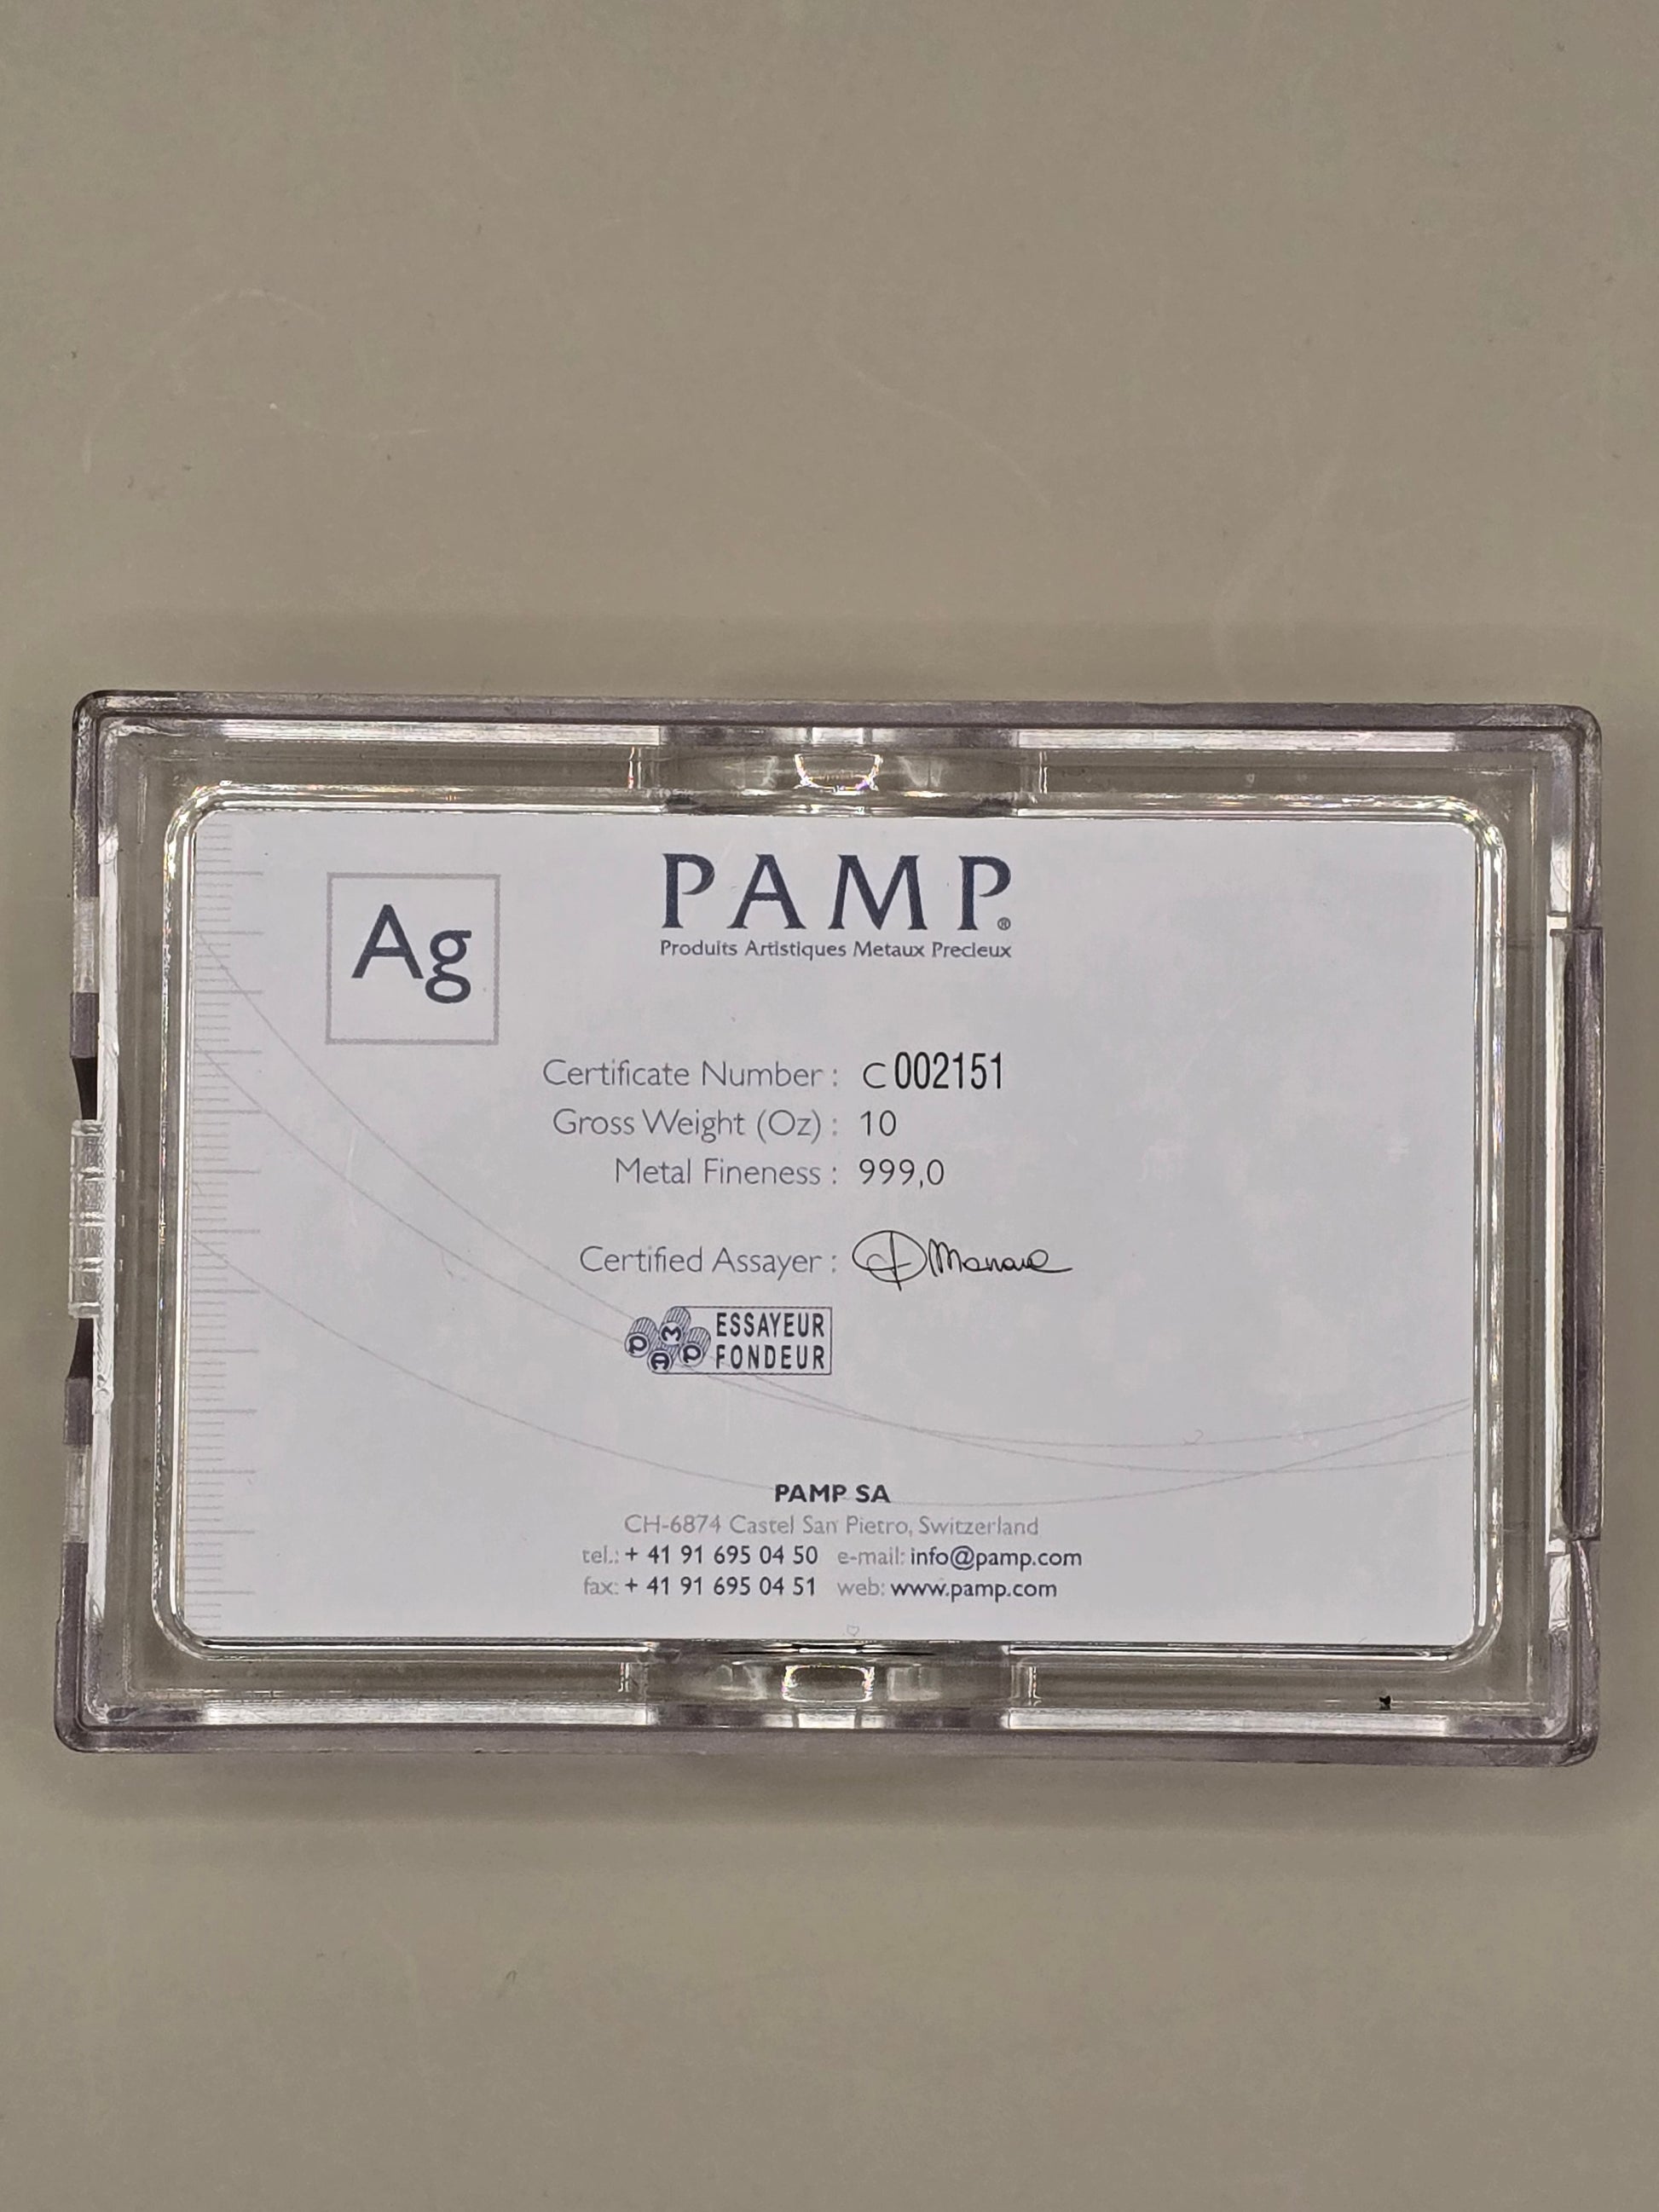 Ag
PAMP®
Produits Artistiques Metaux Precieux
Certificate Number : C 002151
Gross Weight (Oz) : 10
Metal Fineness : 999,0
Certified Assayer :
PAMP ESSAYEUR
FONDEUR
PAMP SA
CH-6874 Castel San Pietro, Switzerland
tel.: + 41 91 695 04 50 e-mail: info@pamp.com
fax: + 41 91 695 04 51 web: www.pamp.com